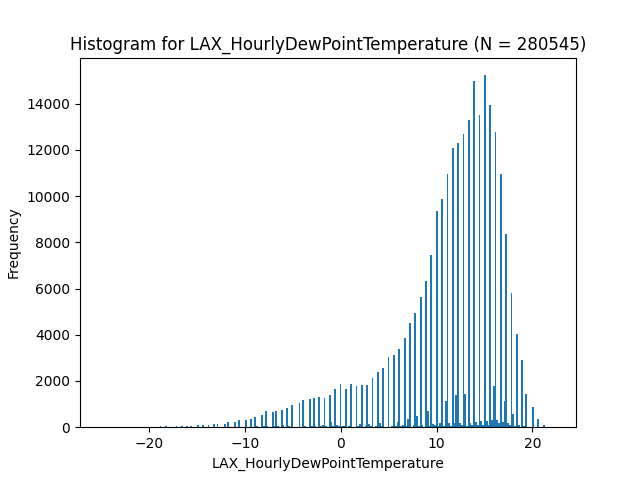 Histogram for LAX_HourlyDewPointTemperature (N = 280545)
14000
12000
10000
8000
6000
4000
2000
0
Frequency
−20 −10 0 10 20
LAX_HourlyDewPointTemperature